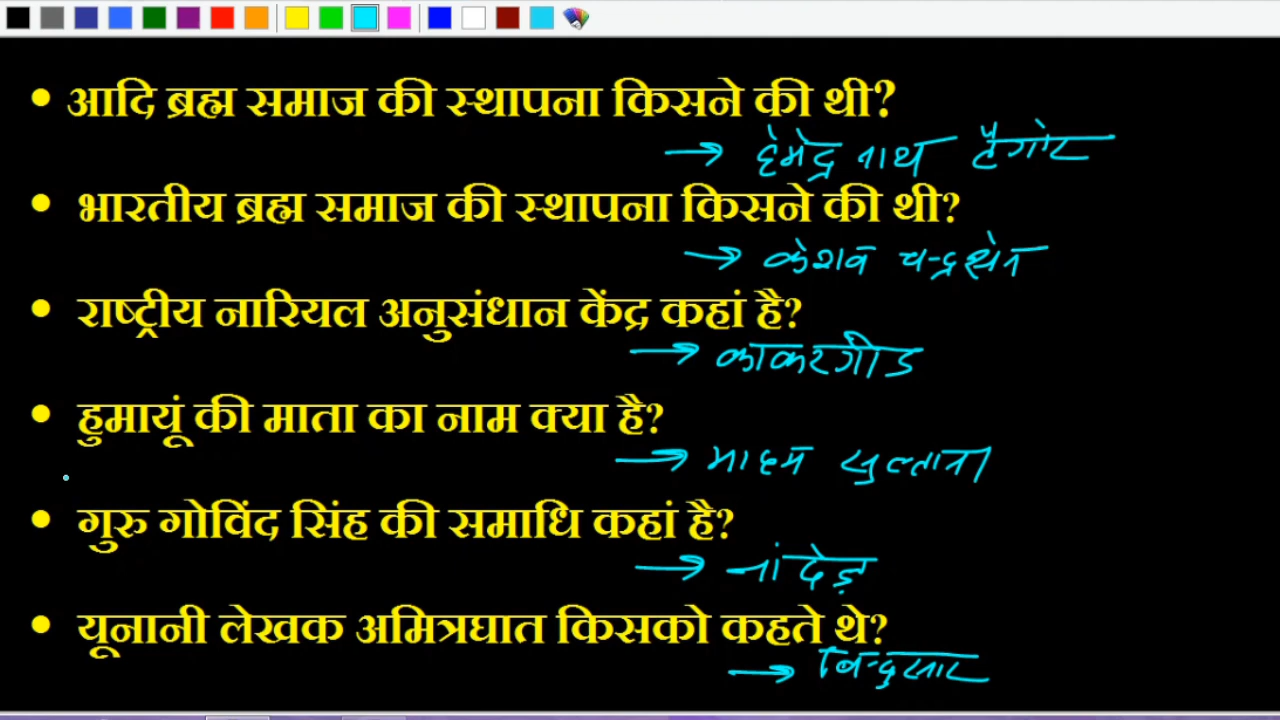 • आदि ब्रह्म समाज की स्थापना किसने की थी?
→ हेमेद्र नाथ टैगोर
• भारतीय ब्रह्म समाज की स्थापना किसने की थी?
→ केशव चन्द्रसेन
• राष्ट्रीय नारियल अनुसंधान केंद्र कहां है?
→ काकरगौड
• हुमायूं की माता का नाम क्या है?
→ माहम सुल्ताना
• गुरु गोविंद सिंह की समाधि कहां है?
→ नांदेड़
• यूनानी लेखक अमित्रघात किसको कहते थे?
→ बिन्दुसार